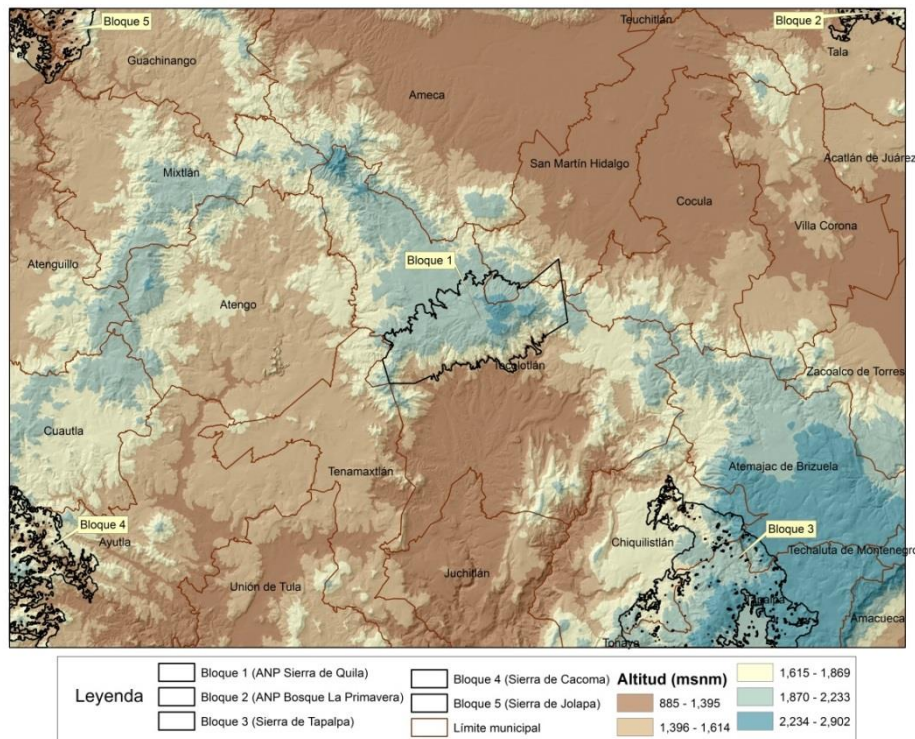 Bloque 5
Bloque 2
Teuchitlán
Tala
Guachinango
Ameca
Acatlán de Juárez
San Martín Hidalgo
Mixtlán
Cocula
Villa Corona
Bloque 1
Atenguillo
Atengo
Tecolotlán
Zacoalco de Torres
Cuautla
Atemajac de Brizuela
Tenamaxtlán
Bloque 4
Ayutla
Bloque 3
Chiquilistlán
Techaluta de Montenegro
Juchitlán
Unión de Tula
Tapalpa
Amacueca
Tonaya
Leyenda
Bloque 1 (ANP Sierra de Quila)
Bloque 2 (ANP Bosque La Primavera)
Bloque 3 (Sierra de Tapalpa)
Bloque 4 (Sierra de Cacoma)
Bloque 5 (Sierra de Jolapa)
Límite municipal
Altitud (msnm)
885 - 1,395
1,396 - 1,614
1,615 - 1,869
1,870 - 2,233
2,234 - 2,902